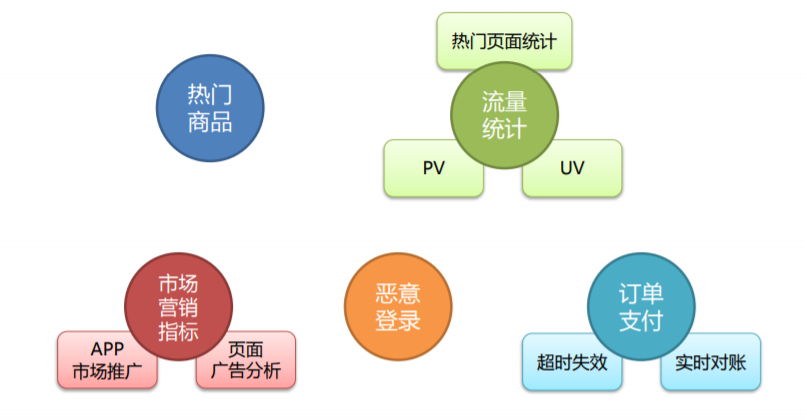 热门页面统计
热门
商品
流量
统计
PV
UV
市场
营销
指标
APP
市场推广
页面
广告分析
恶意
登录
订单
支付
超时失效
实时对账